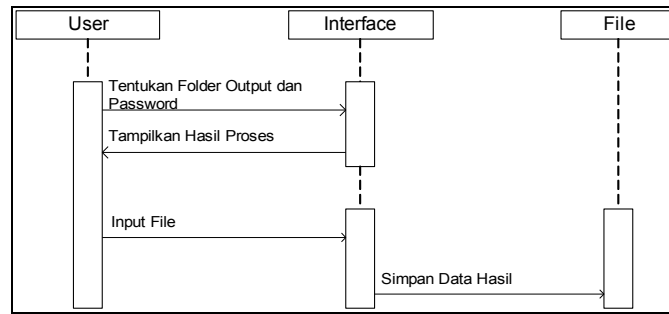 User
Interface
File
Tentukan Folder Output dan
Password
Tampilkan Hasil Proses
Input File
Simpan Data Hasil